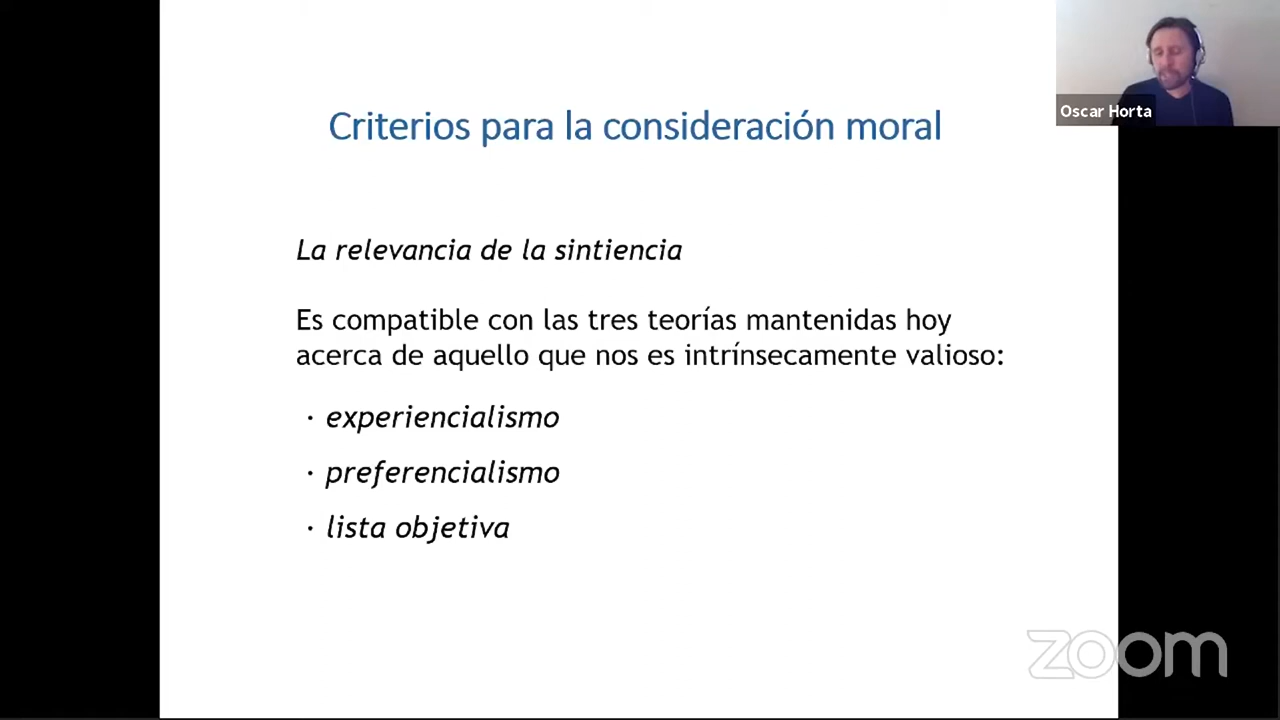 Criterios para la consideración moral
Oscar Horta
La relevancia de la sintiencia
Es compatible con las tres teorías mantenidas hoy
acerca de aquello que nos es intrínsecamente valioso:
· experiencialismo
· preferencialismo
· lista objetiva
zoom